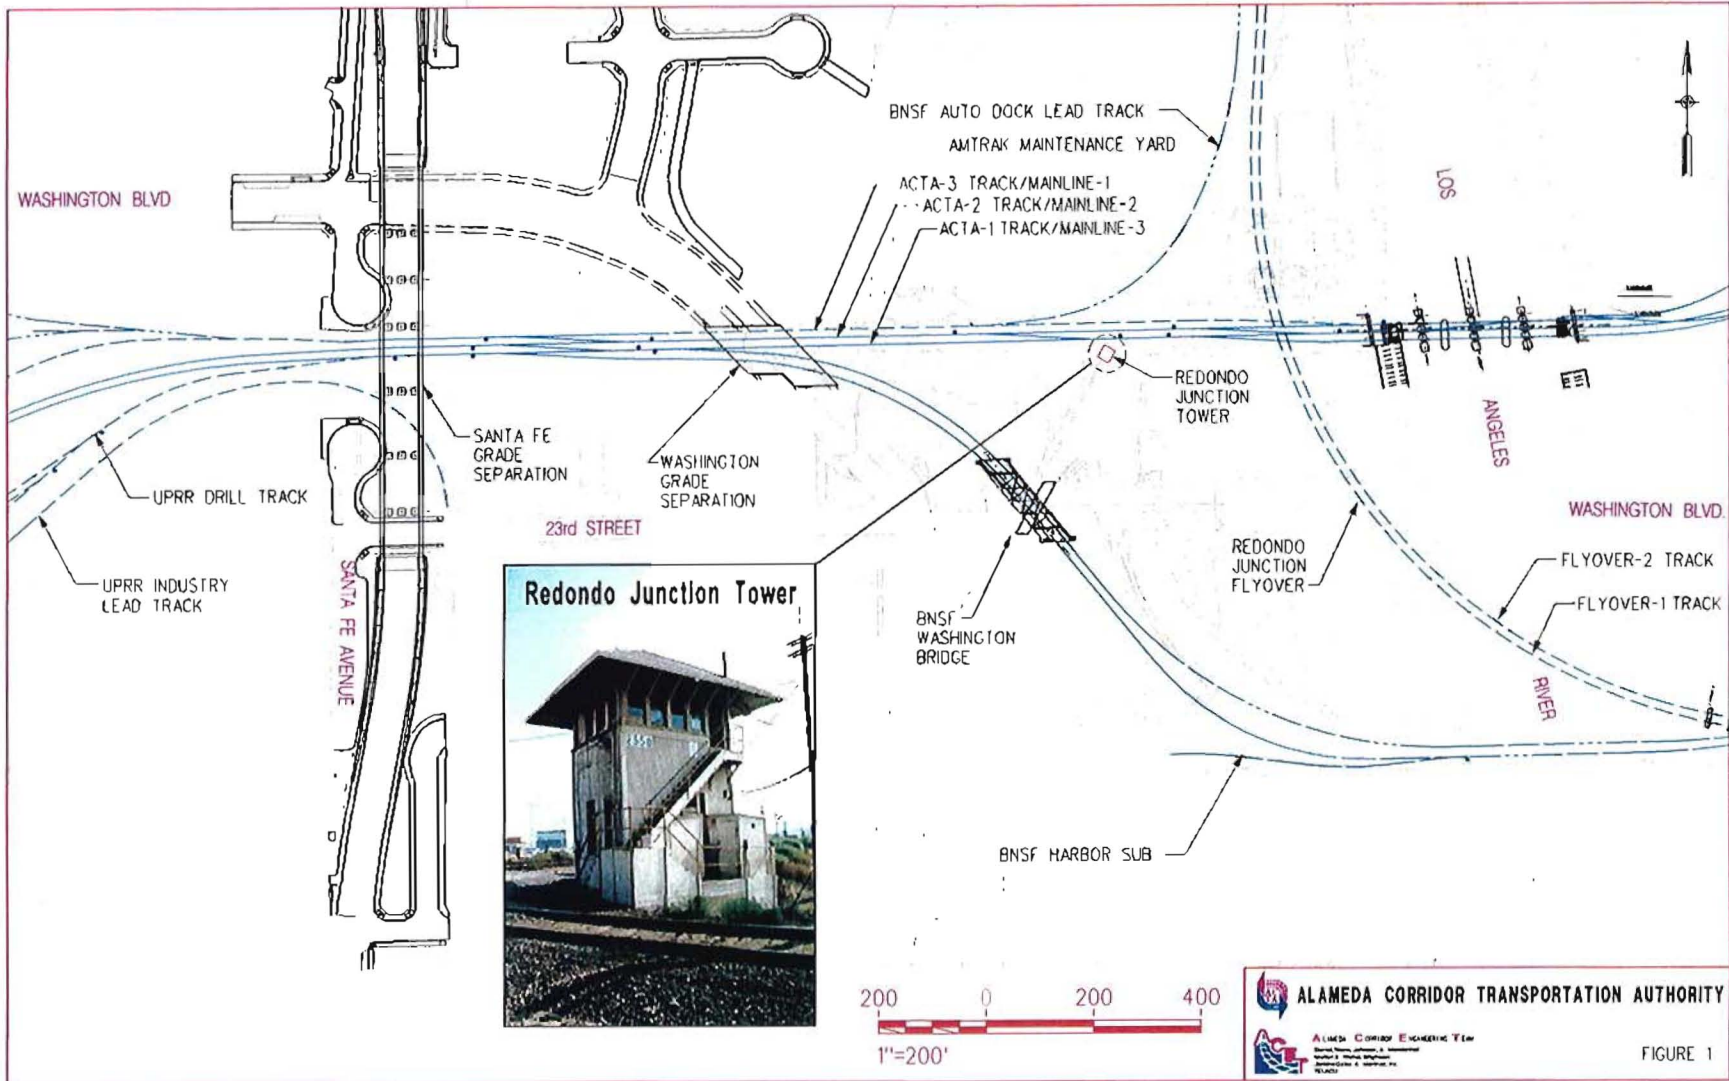 BNSF AUTO DOCK LEAD TRACK
AMTRAK MAINTENANCE YARD
ACTA-3 TRACK/MAINLINE-1
ACTA-2 TRACK/MAINLINE-2
ACTA-1 TRACK/MAINLINE-3
WASHINGTON BLVD
LOS
ANGELES
RIVER
REDONDO
JUNCTION
TOWER
SANTA FE
GRADE
SEPARATION
WASHINGTON
GRADE
SEPARATION
UPRR DRILL TRACK
23rd STREET
WASHINGTON BLVD.
UPRR INDUSTRY
LEAD TRACK
SANTA FE AVENUE
REDONDO
JUNCTION
FLYOVER
FLYOVER-2 TRACK
FLYOVER-1 TRACK
BNSF
WASHINGTON
BRIDGE
Redondo Junction Tower
BNSF HARBOR SUB
200 0 200 400
1"=200'
ALAMEDA CORRIDOR TRANSPORTATION AUTHORITY
ALAMEDA CORRIDOR ENGINEERING TEAM
FIGURE 1